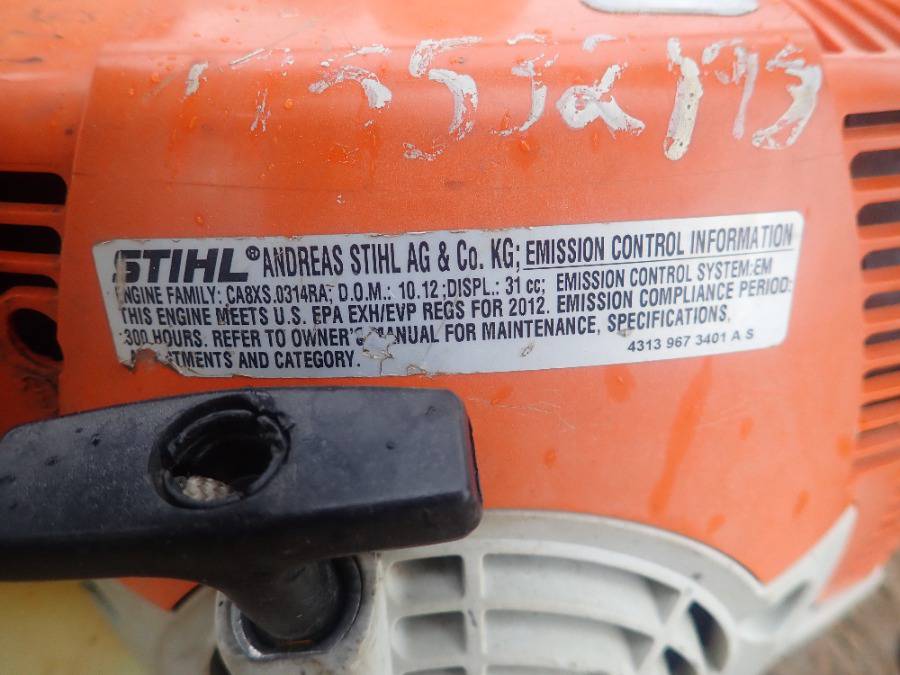 STIHL® ANDREAS STIHL AG & Co. KG; EMISSION CONTROL INFORMATION
ENGINE FAMILY: CA8XS.0314RA; D.O.M.: 10.12 ;DISPL.: 31 cc; EMISSION CONTROL SYSTEM:EM
THIS ENGINE MEETS U.S. EPA EXH/EVP REGS FOR 2012. EMISSION COMPLIANCE PERIOD:
300 HOURS. REFER TO OWNER'S MANUAL FOR MAINTENANCE, SPECIFICATIONS,
AND CATEGORY.
4313 967 3401 A S